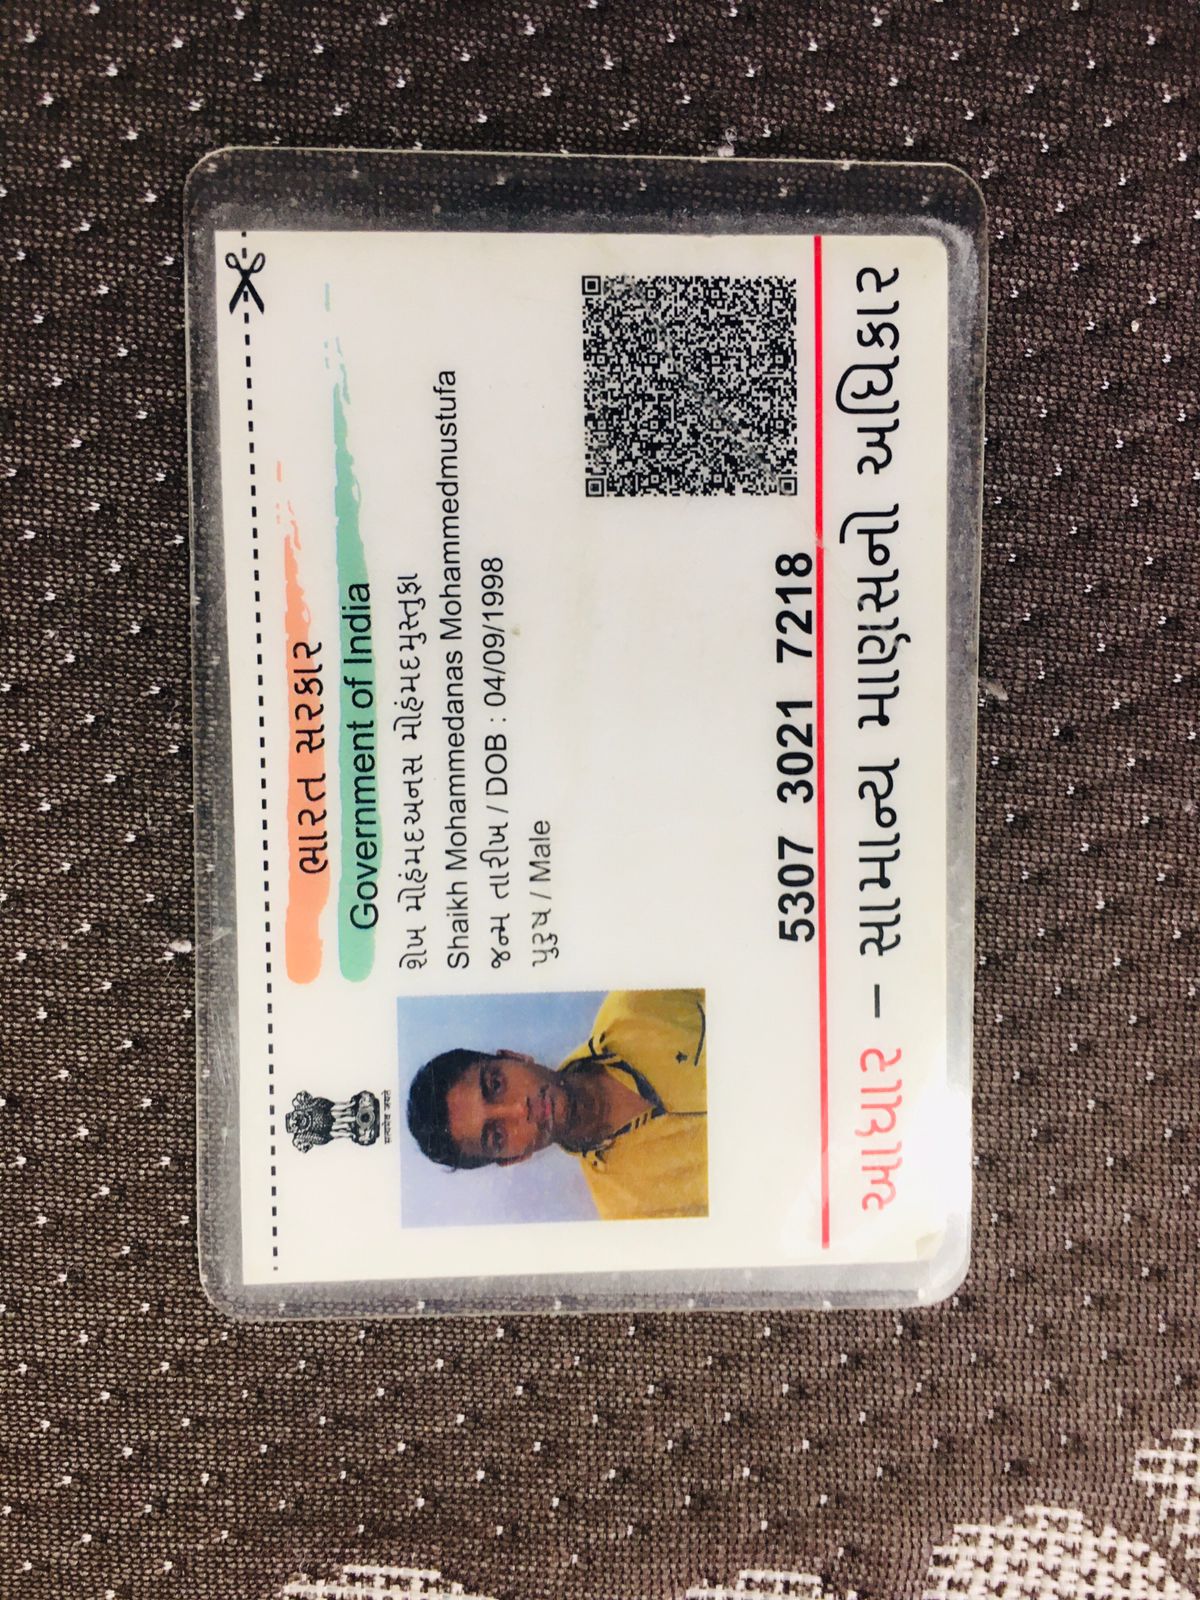 ભારત સરકાર
Government of India
सत्यमेव जयते
શેખ મોહંમદઅનસ મોહંમદમુસ્તુફા
Shaikh Mohammedanas Mohammedmustufa
જન્મ તારીખ / DOB : 04/09/1998
પુરુષ / Male
5307 3021 7218
આધાર – સામાન્ય માણસનો અધિકાર